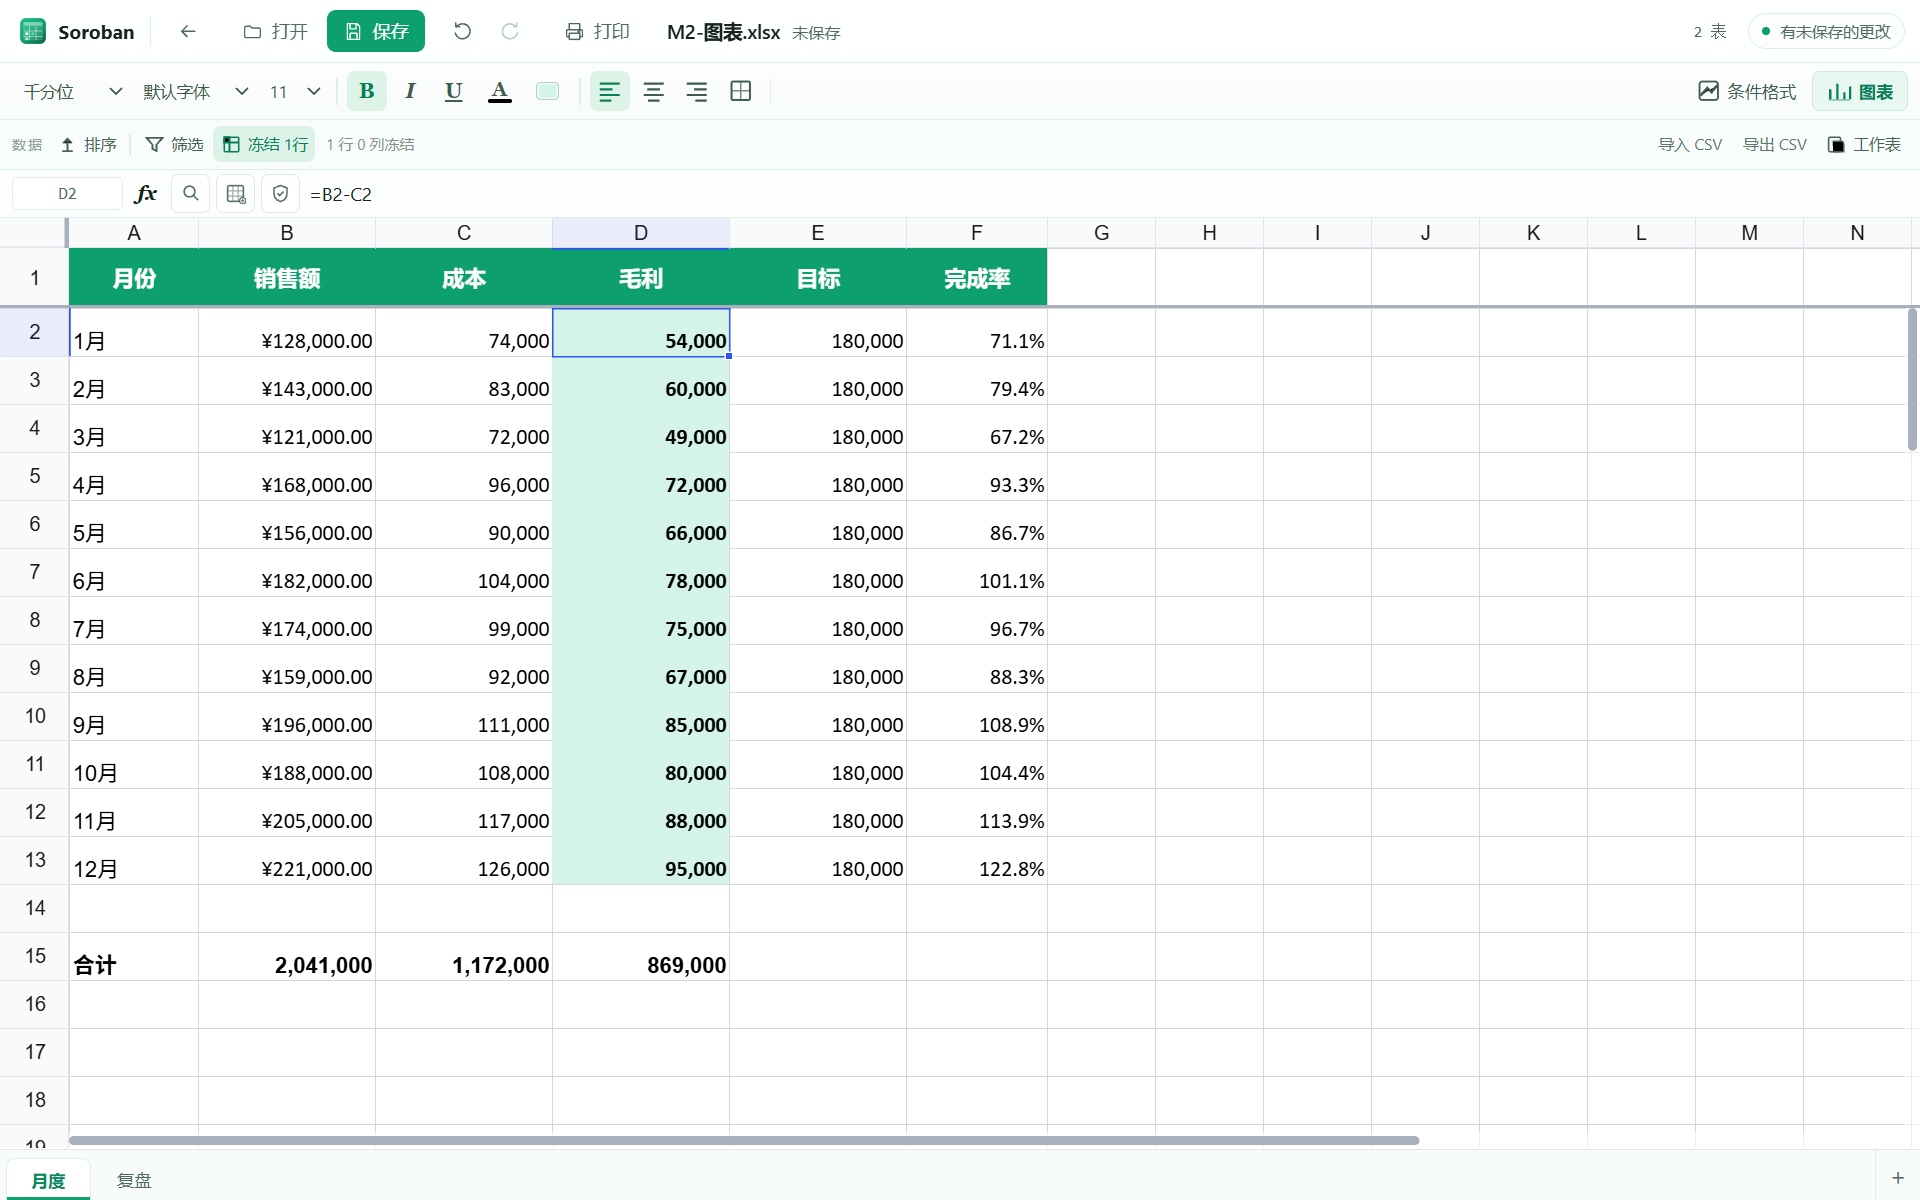 Soroban
打开
保存
打印
M2-图表.xlsx 未保存
2 表
有未保存的更改
千分位
默认字体
11
B I U A
条件格式
图表
数据
排序
筛选
冻结 1行
1 行 0 列冻结
导入 CSV
导出 CSV
工作表
D2
fx
=B2-C2
A B C D E F G H I J K L M N
1 月份 销售额 成本 毛利 目标 完成率
2 1月 ¥128,000.00 74,000 54,000 180,000 71.1%
3 2月 ¥143,000.00 83,000 60,000 180,000 79.4%
4 3月 ¥121,000.00 72,000 49,000 180,000 67.2%
5 4月 ¥168,000.00 96,000 72,000 180,000 93.3%
6 5月 ¥156,000.00 90,000 66,000 180,000 86.7%
7 6月 ¥182,000.00 104,000 78,000 180,000 101.1%
8 7月 ¥174,000.00 99,000 75,000 180,000 96.7%
9 8月 ¥159,000.00 92,000 67,000 180,000 88.3%
10 9月 ¥196,000.00 111,000 85,000 180,000 108.9%
11 10月 ¥188,000.00 108,000 80,000 180,000 104.4%
12 11月 ¥205,000.00 117,000 88,000 180,000 113.9%
13 12月 ¥221,000.00 126,000 95,000 180,000 122.8%
14
15 合计 2,041,000 1,172,000 869,000
16
17
18
19
月度
复盘